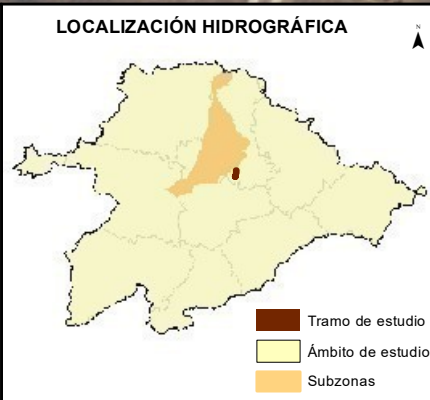 LOCALIZACIÓN HIDROGRÁFICA
N
Tramo de estudio
Ámbito de estudio
Subzonas